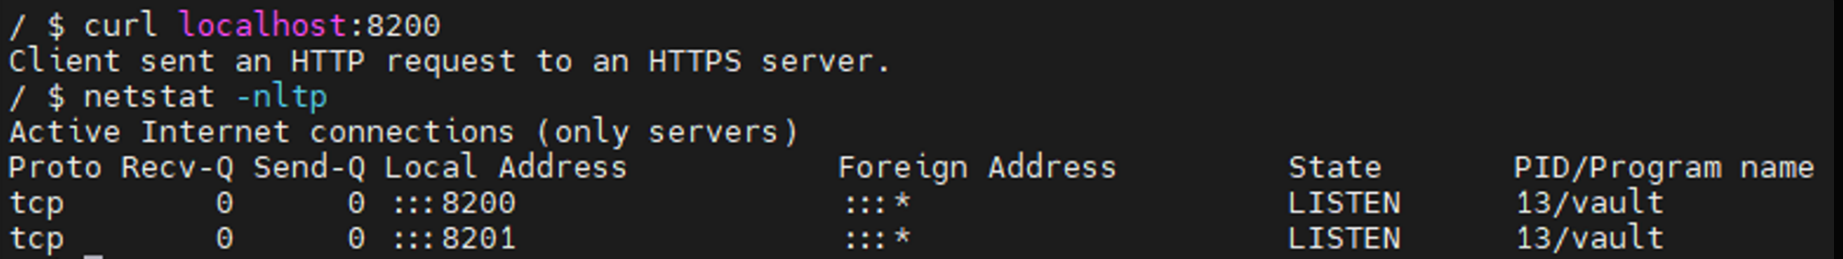 / $ curl localhost:8200
Client sent an HTTP request to an HTTPS server.
/ $ netstat -nltp
Active Internet connections (only servers)
Proto Recv-Q Send-Q Local Address           Foreign Address         State       PID/Program name
tcp        0      0 :::8200                 :::*                    LISTEN      13/vault
tcp        0      0 :::8201                 :::*                    LISTEN      13/vault